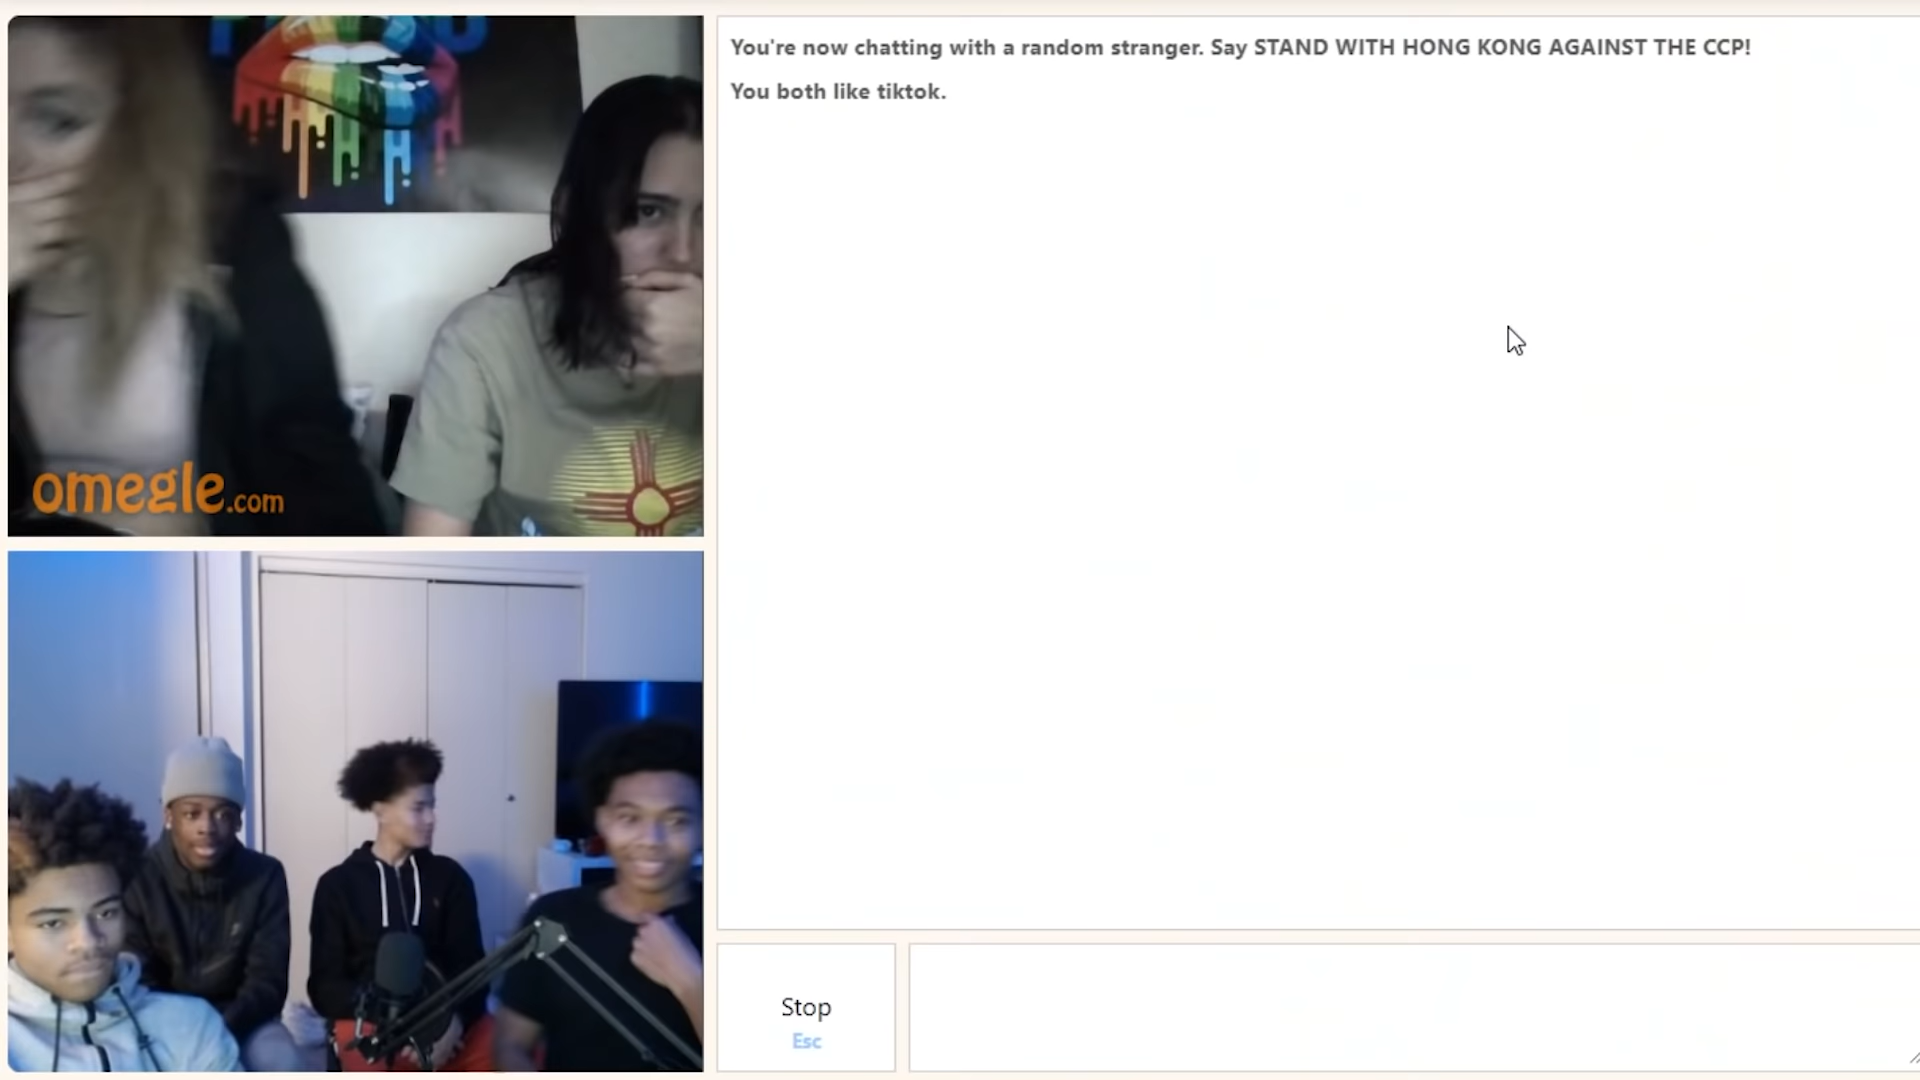 You're now chatting with a random stranger. Say STAND WITH HONG KONG AGAINST THE CCP!
You both like tiktok.
omegle.com
Stop
Esc